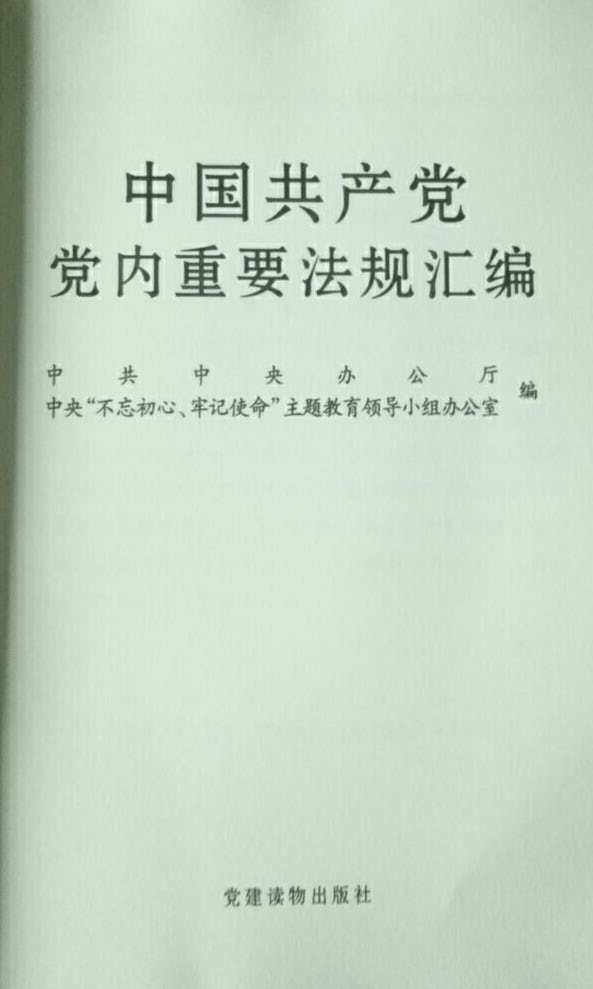 中国共产党
党内重要法规汇编
中共中央办公厅
中央“不忘初心、牢记使命”主题教育领导小组办公室
编
党建读物出版社